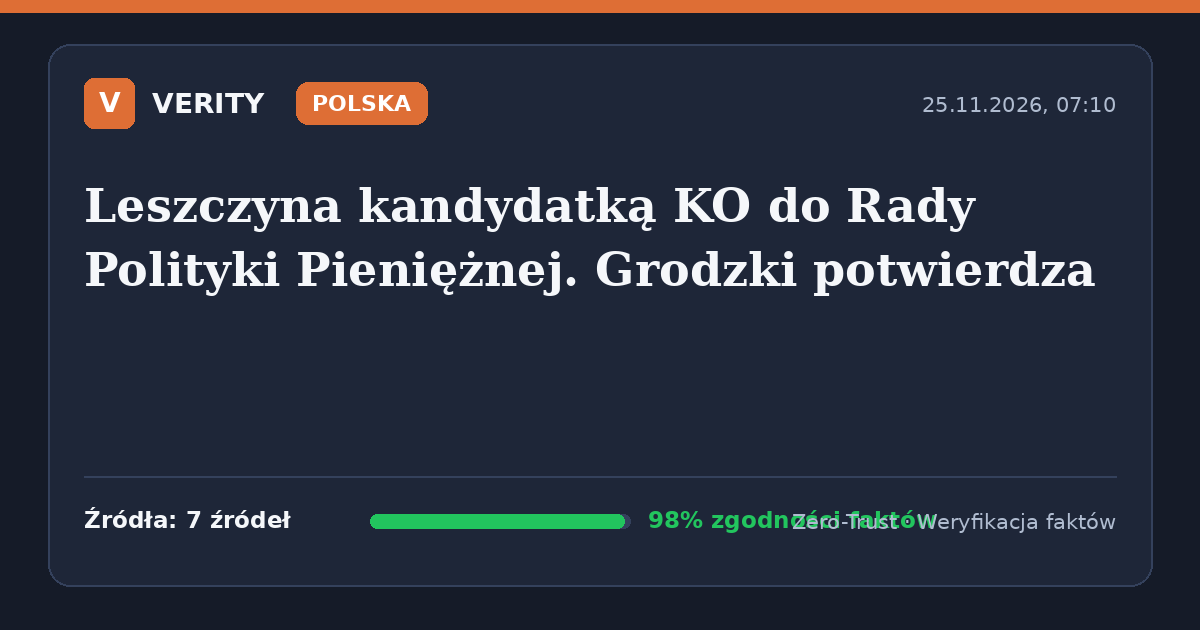 V VERITY POLSKA 25.11.2026, 07:10
Leszczyna kandydatką KO do Rady
Polityki Pieniężnej. Grodzki potwierdza
Źródła: 7 źródeł 98% zgodności faktów Zero-Trust · Weryfikacja faktów